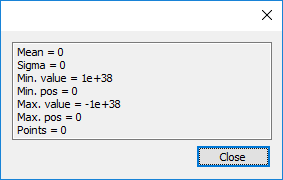 Mean = 0
Sigma = 0
Min. value = 1e+38
Min. pos = 0
Max. value = -1e+38
Max. pos = 0
Points = 0
Close